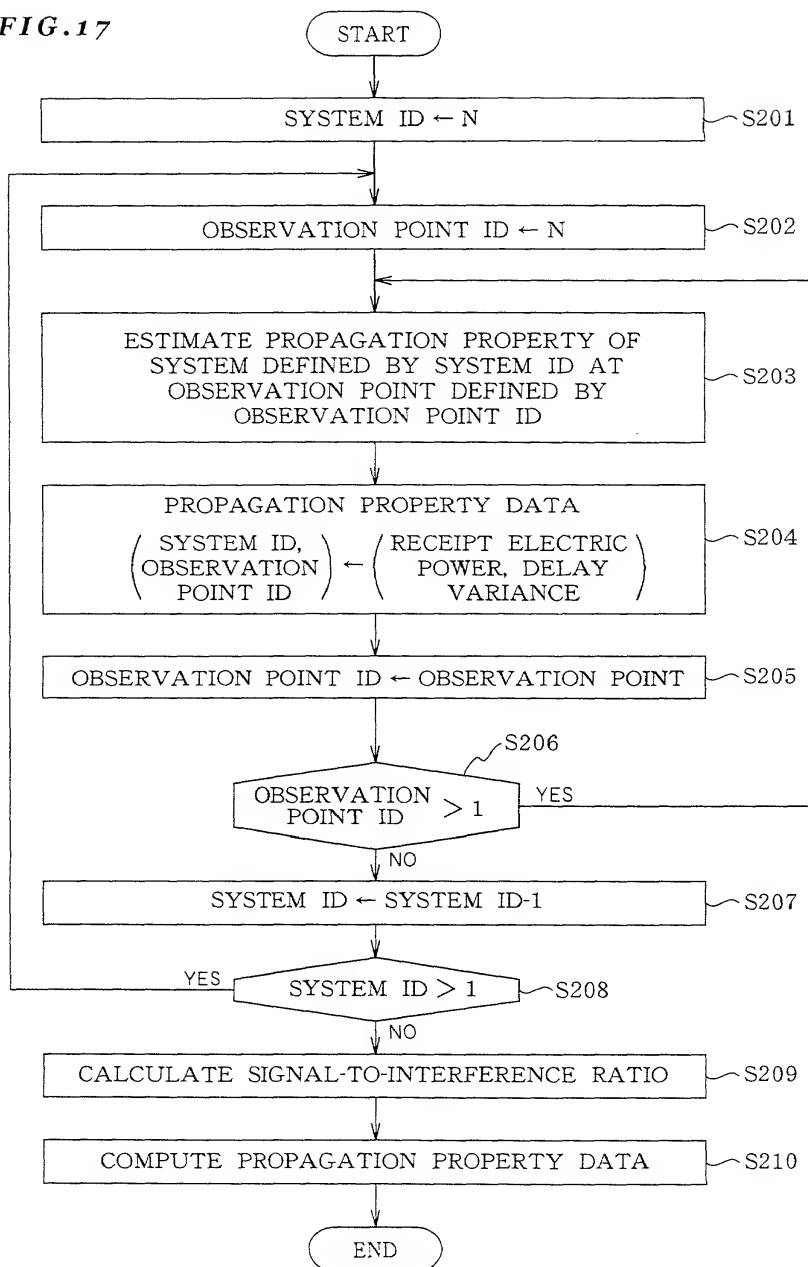 FIG.17
START
SYSTEM ID ← N
S201
OBSERVATION POINT ID ← N
S202
ESTIMATE PROPAGATION PROPERTY OF
SYSTEM DEFINED BY SYSTEM ID AT
OBSERVATION POINT DEFINED BY
OBSERVATION POINT ID
S203
PROPAGATION PROPERTY DATA
( SYSTEM ID, OBSERVATION POINT ID ) ← ( RECEIPT ELECTRIC POWER, DELAY VARIANCE )
S204
OBSERVATION POINT ID ← OBSERVATION POINT
S205
S206
OBSERVATION POINT ID > 1
YES
NO
SYSTEM ID ← SYSTEM ID-1
S207
YES
SYSTEM ID > 1
S208
NO
CALCULATE SIGNAL-TO-INTERFERENCE RATIO
S209
COMPUTE PROPAGATION PROPERTY DATA
S210
END